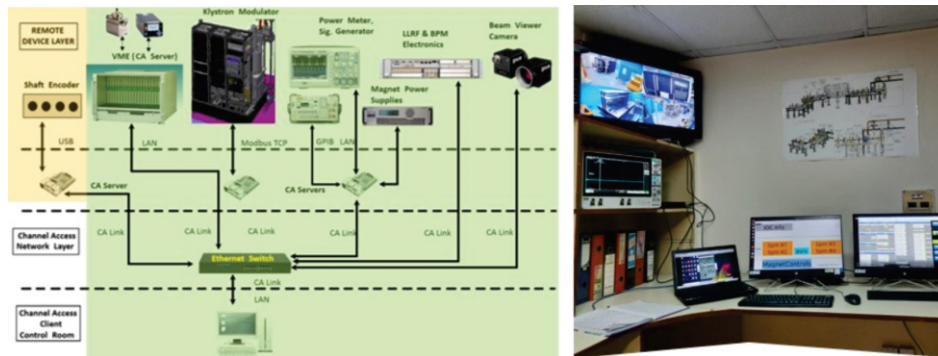 REMOTE
DEVICE LAYER
VME (CA Server)
Klystron Modulator
Power Meter,
Sig. Generator
LLRF & BPM
Electronics
Beam Viewer
Camera
Shaft Encoder
Magnet Power
Supplies
USB
LAN
Modbus TCP
GPIB
LAN
CA Server
CA Servers
Channel Access
Network Layer
CA Link
CA Link
CA Link
CA Link
CA Link
CA Link
Ethernet Switch
CA Link
LAN
Channel Access
Client
Control Room
IOC Info
MagnetControls